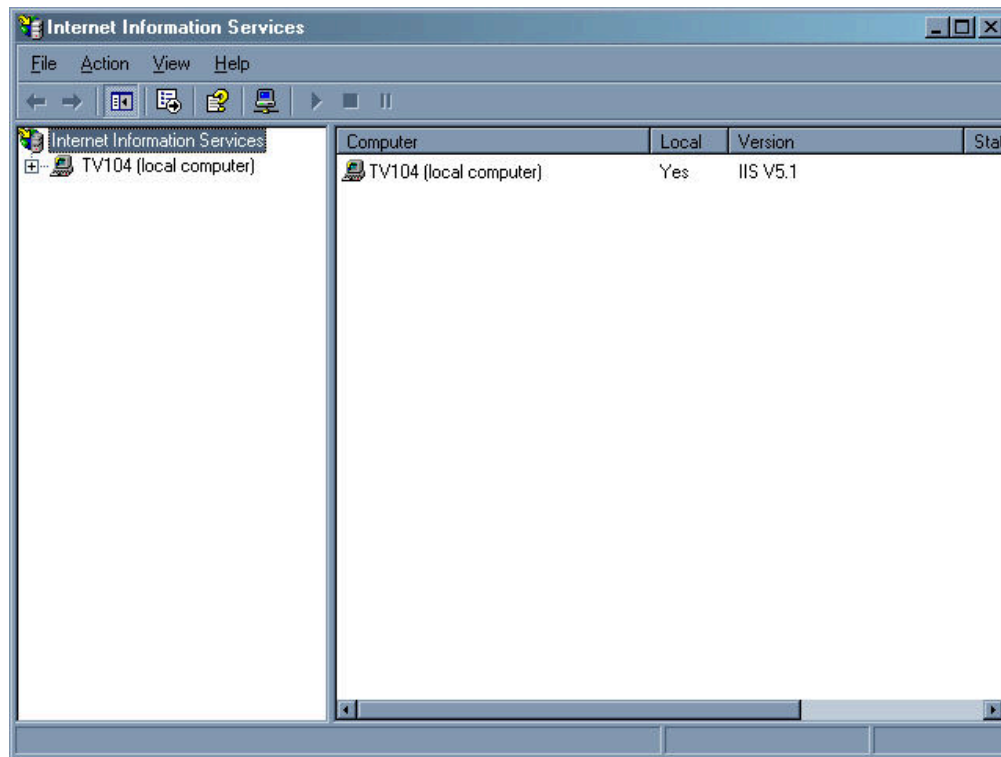 Internet Information Services
File Action View Help
Internet Information Services
TV104 (local computer)
Computer Local Version Sta
TV104 (local computer) Yes IIS V5.1